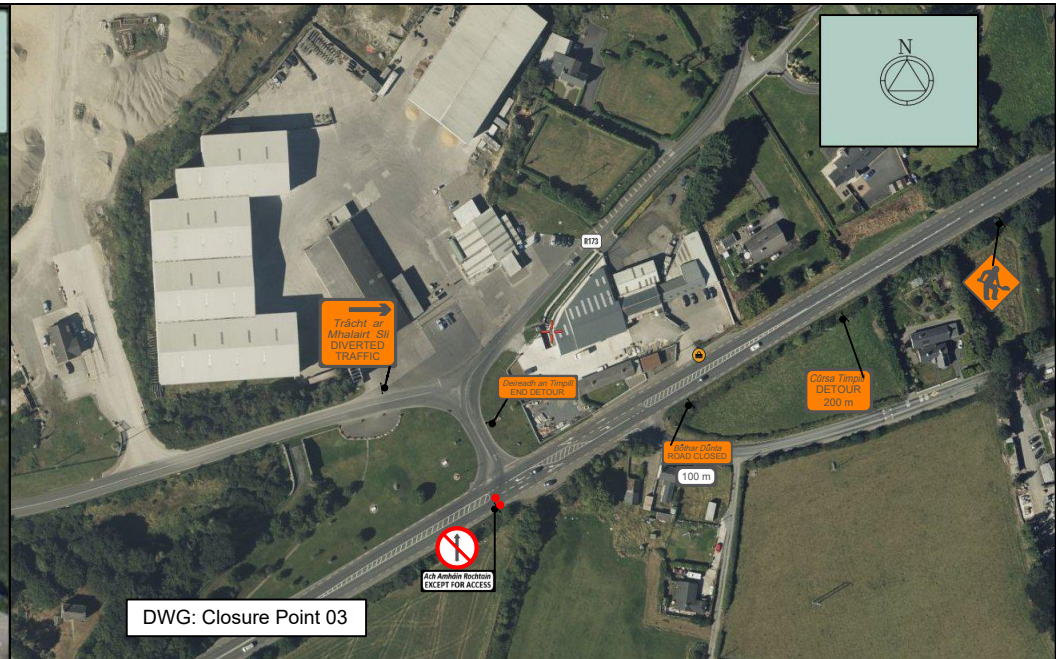 N
R173
Trácht ar
Mhalairt Slí
DIVERTED
TRAFFIC
Deireadh an Timpill
END DETOUR
Cúrsa Timpill
DETOUR
200 m
Bóthar Dúnta
ROAD CLOSED
100 m
Ach Amháin Rochtain
EXCEPT FOR ACCESS
DWG: Closure Point 03